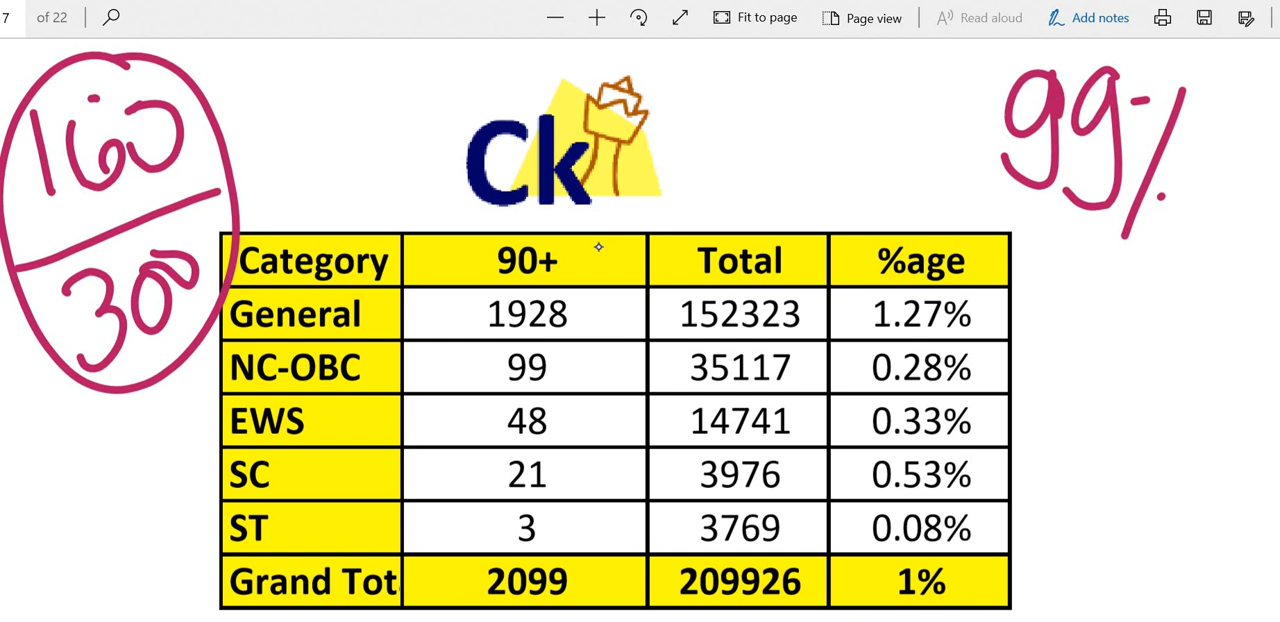 7 of 22 Fit to page Page view Read aloud Add notes
160
300
Ck
99%
Category 90+ Total %age
General 1928 152323 1.27%
NC-OBC 99 35117 0.28%
EWS 48 14741 0.33%
SC 21 3976 0.53%
ST 3 3769 0.08%
Grand Tot 2099 209926 1%